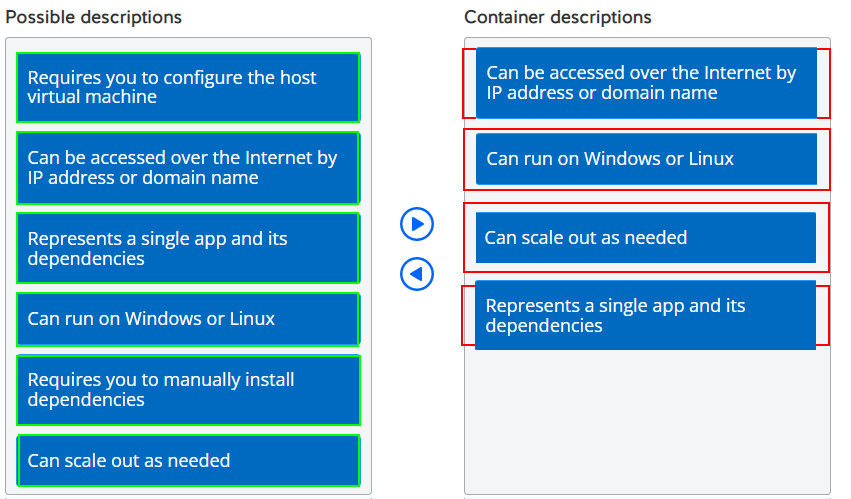 Possible descriptions
Requires you to configure the host
virtual machine
Can be accessed over the Internet by
IP address or domain name
Represents a single app and its
dependencies
Can run on Windows or Linux
Requires you to manually install
dependencies
Can scale out as needed
Container descriptions
Can be accessed over the Internet by
IP address or domain name
Can run on Windows or Linux
Can scale out as needed
Represents a single app and its
dependencies